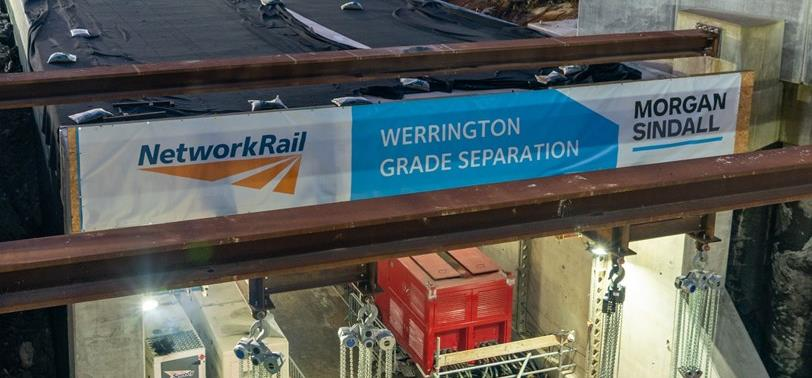 NetworkRail
WERRINGTON
GRADE SEPARATION
MORGAN
SINDALL